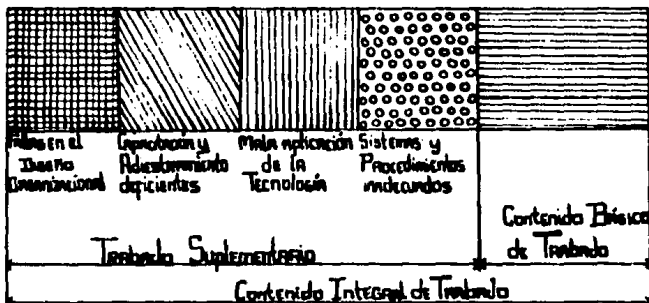 Fallas en el
Diseño
Organizacional
Capacitación y
Adiestramiento
deficientes
Mala aplicación
de la
Tecnología
Sistemas y
Procedimientos
inadecuados
Contenido Básico
de Trabajo
Trabajo Suplementario
Contenido Integral de Trabajo